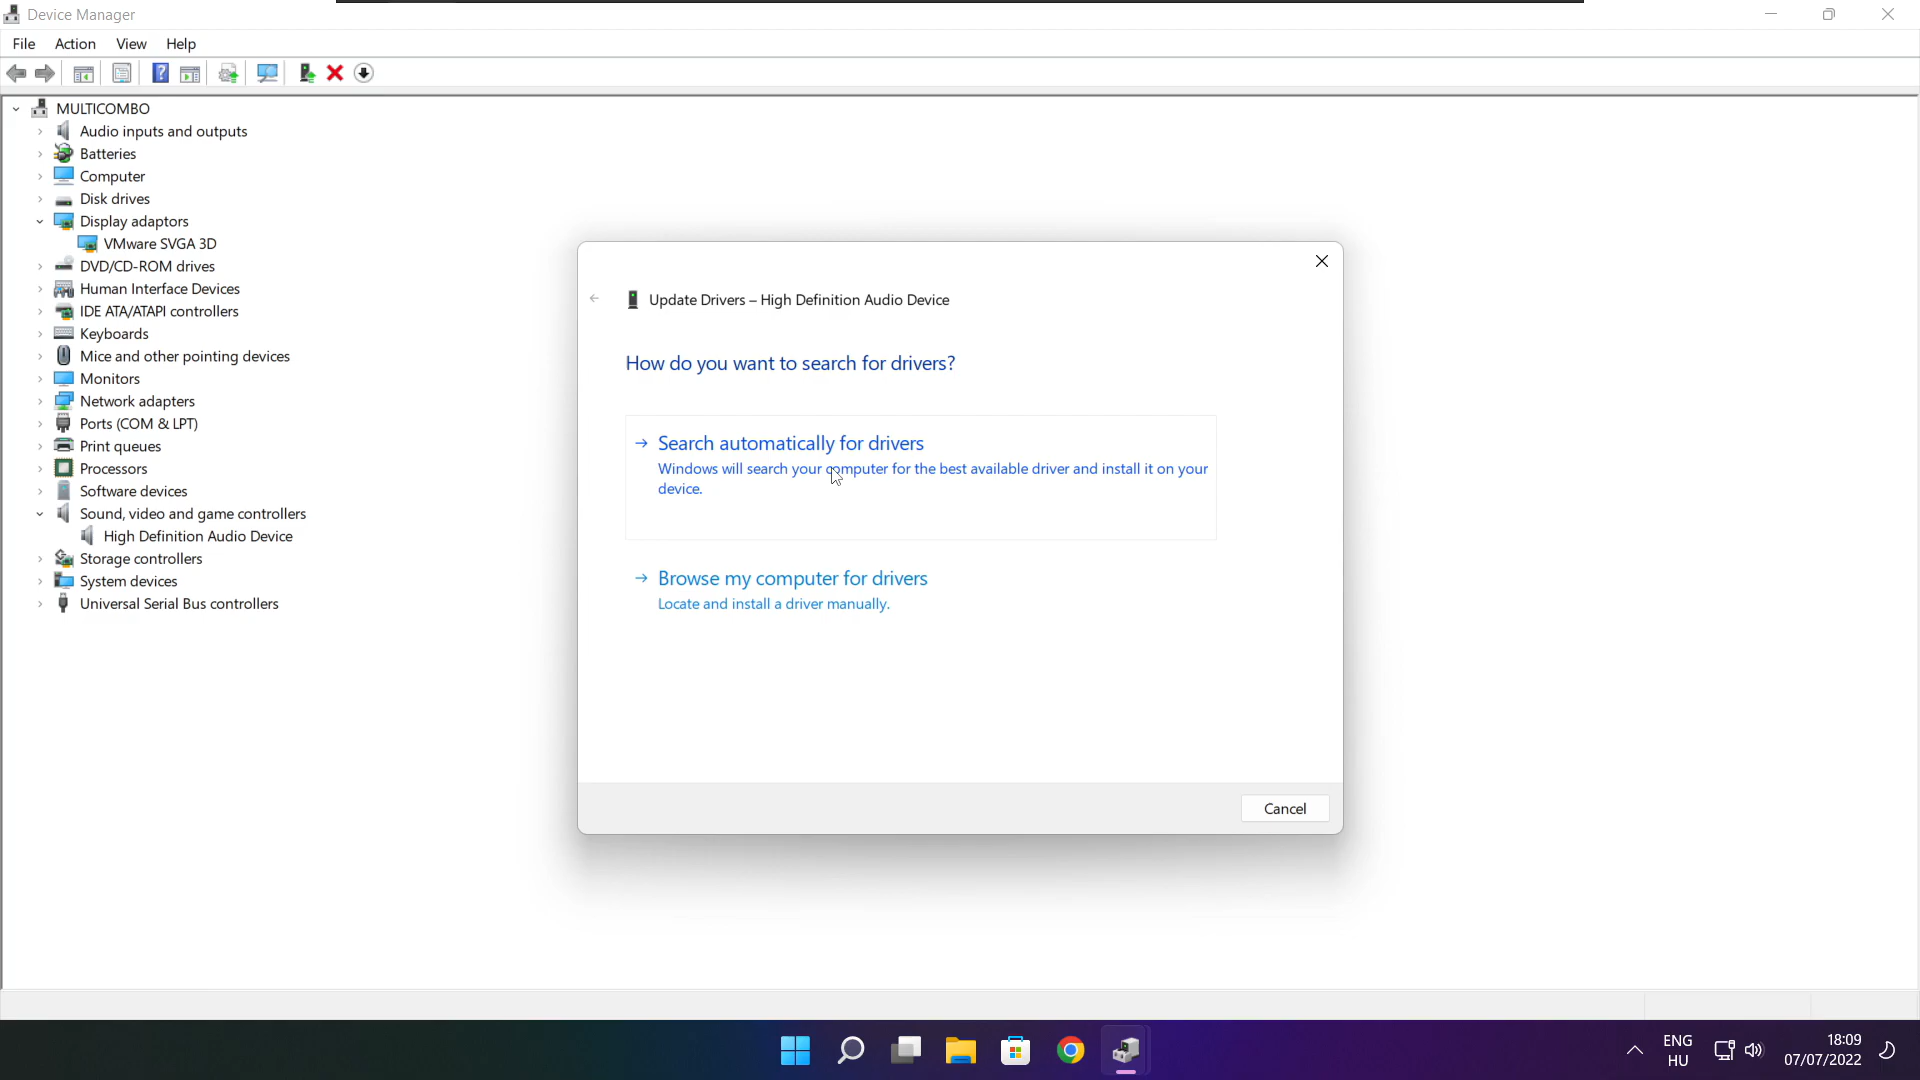 Device Manager
File Action View Help
MULTICOMBO
Audio inputs and outputs
Batteries
Computer
Disk drives
Display adaptors
VMware SVGA 3D
DVD/CD-ROM drives
Human Interface Devices
IDE ATA/ATAPI controllers
Keyboards
Mice and other pointing devices
Monitors
Network adapters
Ports (COM & LPT)
Print queues
Processors
Software devices
Sound, video and game controllers
High Definition Audio Device
Storage controllers
System devices
Universal Serial Bus controllers
Update Drivers – High Definition Audio Device
How do you want to search for drivers?
Search automatically for drivers
Windows will search your computer for the best available driver and install it on your
device.
Browse my computer for drivers
Locate and install a driver manually.
Cancel
ENG
HU
18:09
07/07/2022